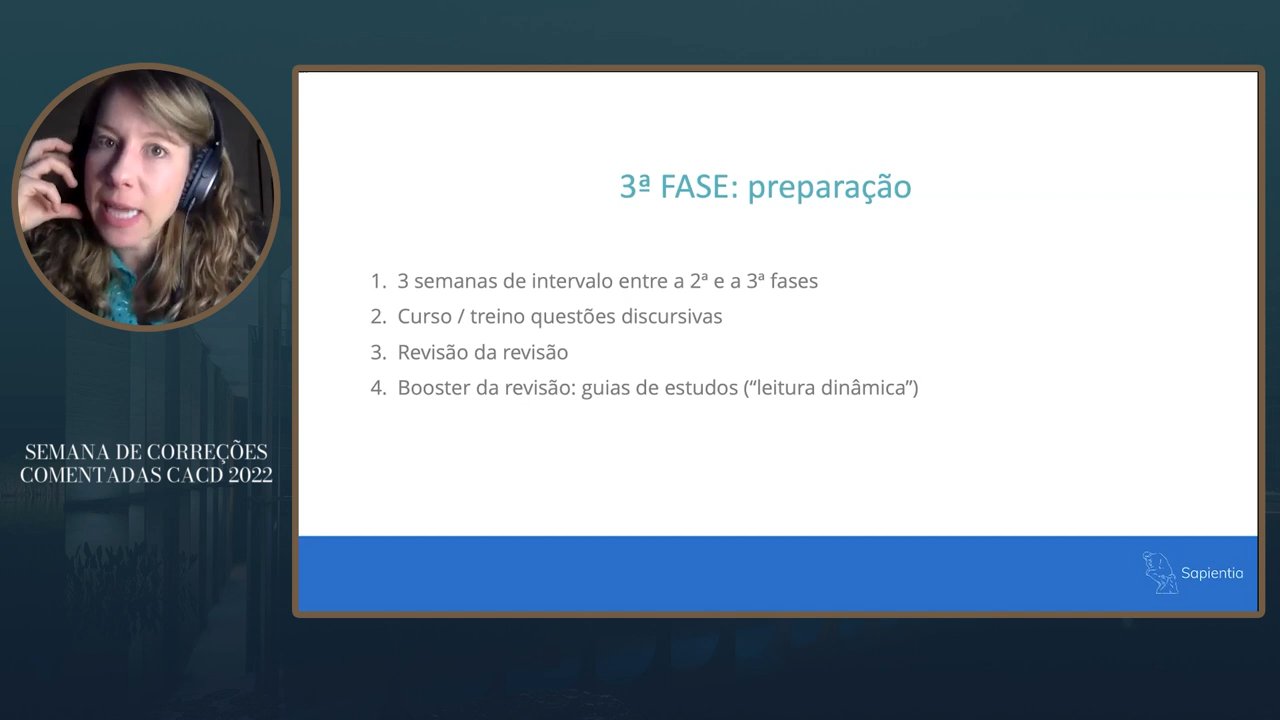 3ª FASE: preparação
1. 3 semanas de intervalo entre a 2ª e a 3ª fases
2. Curso / treino questões discursivas
3. Revisão da revisão
4. Booster da revisão: guias de estudos (“leitura dinâmica”)
SEMANA DE CORREÇÕES
COMENTADAS CACD 2022
Sapientia